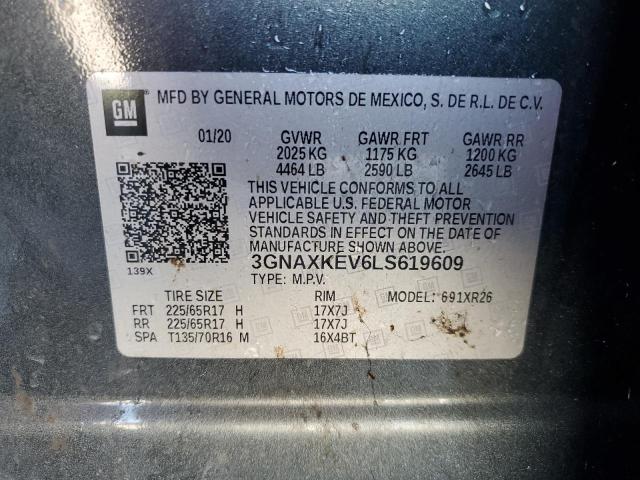 GM MFD BY GENERAL MOTORS DE MEXICO, S. DE R.L. DE C.V.
01/20 GVWR GAWR FRT GAWR RR
2025 KG 1175 KG 1200 KG
4464 LB 2590 LB 2645 LB
THIS VEHICLE CONFORMS TO ALL
APPLICABLE U.S. FEDERAL MOTOR
VEHICLE SAFETY AND THEFT PREVENTION
STANDARDS IN EFFECT ON THE DATE OF
MANUFACTURE SHOWN ABOVE.
3GNAXKEV6LS619609
139X TYPE: M.P.V.
TIRE SIZE RIM MODEL: 691XR26
FRT 225/65R17 H 17X7J
RR 225/65R17 H 17X7J
SPA T135/70R16 M 16X4BT